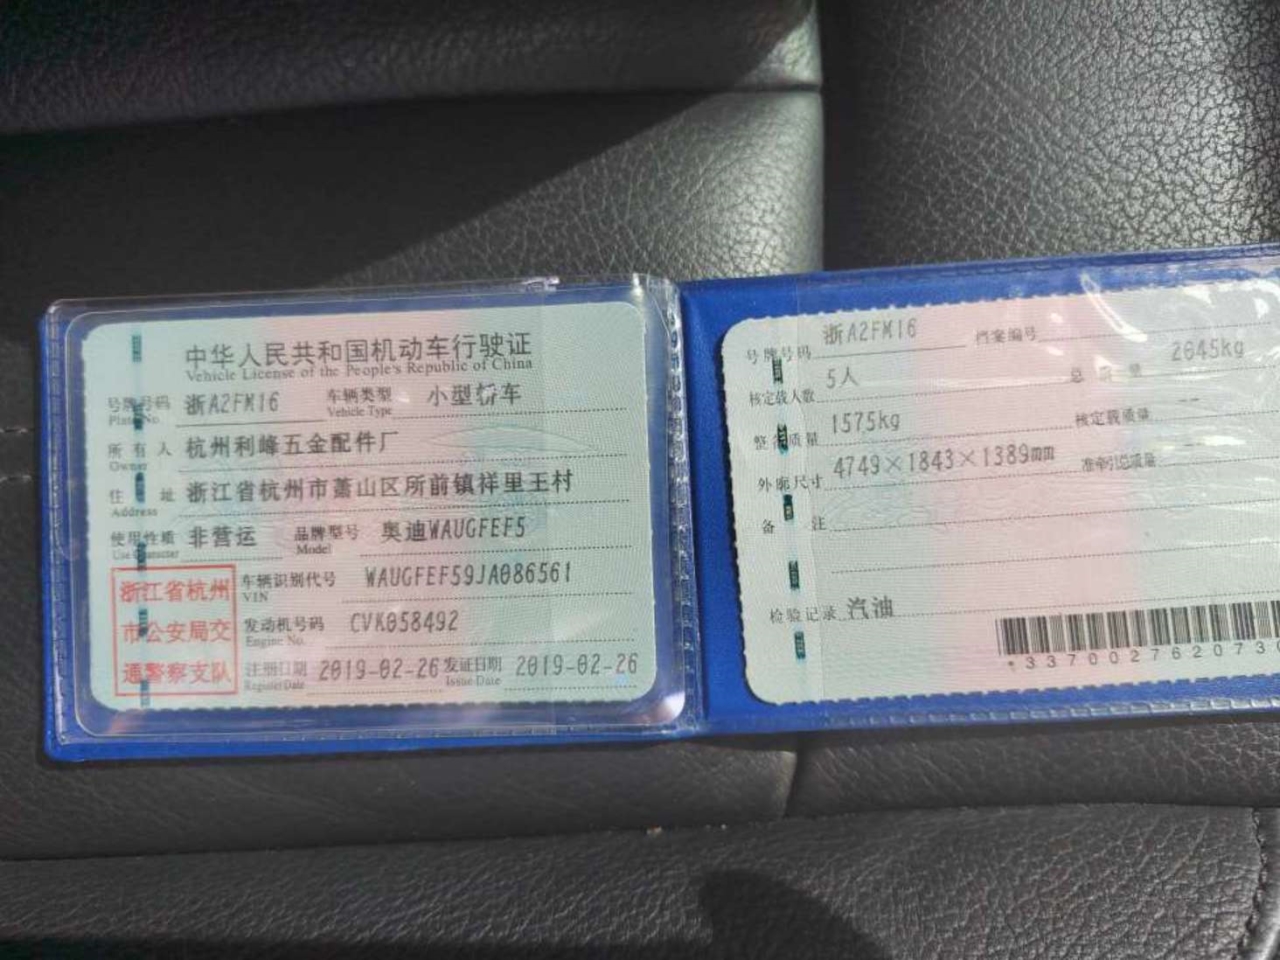 中华人民共和国机动车行驶证
Vehicle License of the People's Republic of China
号牌号码 浙A2FM16 车辆类型 小型轿车
Plate No. Vehicle Type
所有人 杭州利峰五金配件厂
Owner
住址 浙江省杭州市萧山区所前镇祥里王村
Address
使用性质 非营运 品牌型号 奥迪WAUGFEF5
Use Character Model
浙江省杭州
市公安局交
通警察支队
车辆识别代号 WAUGFEF59JA086561
VIN
发动机号码 CVK058492
Engine No.
注册日期 2019-02-26 发证日期 2019-02-26
Register Date Issue Date
号牌号码 浙A2FM16 档案编号
核定载人数 5人 总质量 2045kg
整备质量 1575kg 核定载质量 --
外廓尺寸 4749×1843×1389mm 准牵引总质量 --
备注
检验记录 汽油
*3370027620730